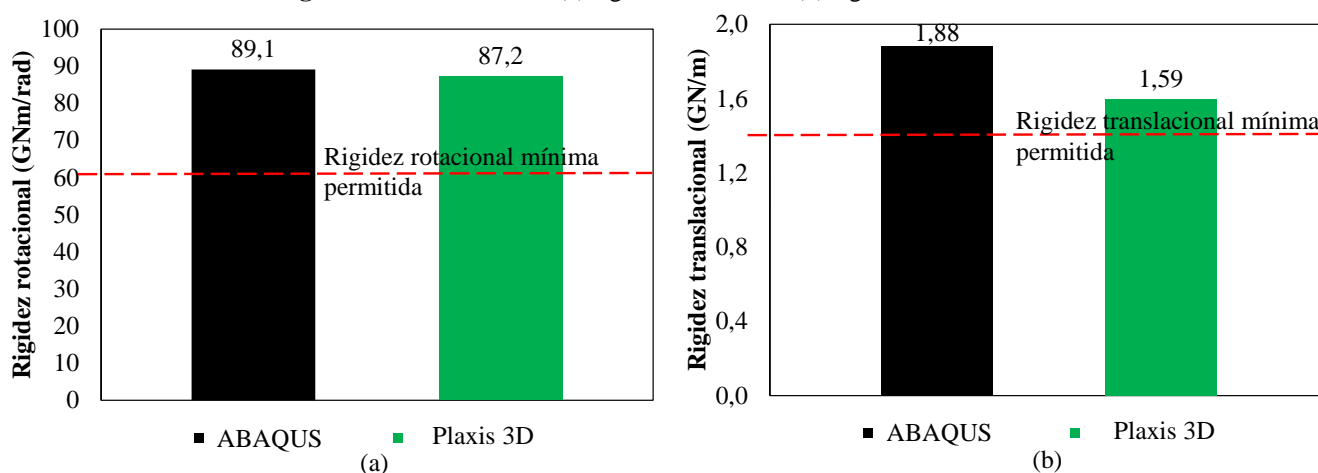 Rigidez rotacional (GNm/rad)
100
90
80
70
60
50
40
30
20
10
0
89,1
87,2
Rigidez rotacional mínima
permitida
ABAQUS
Plaxis 3D
(a)
Rigidez translacional (GN/m)
2,0
1,6
1,2
0,8
0,4
0,0
1,88
1,59
Rigidez translacional mínima
permitida
ABAQUS
Plaxis 3D
(b)